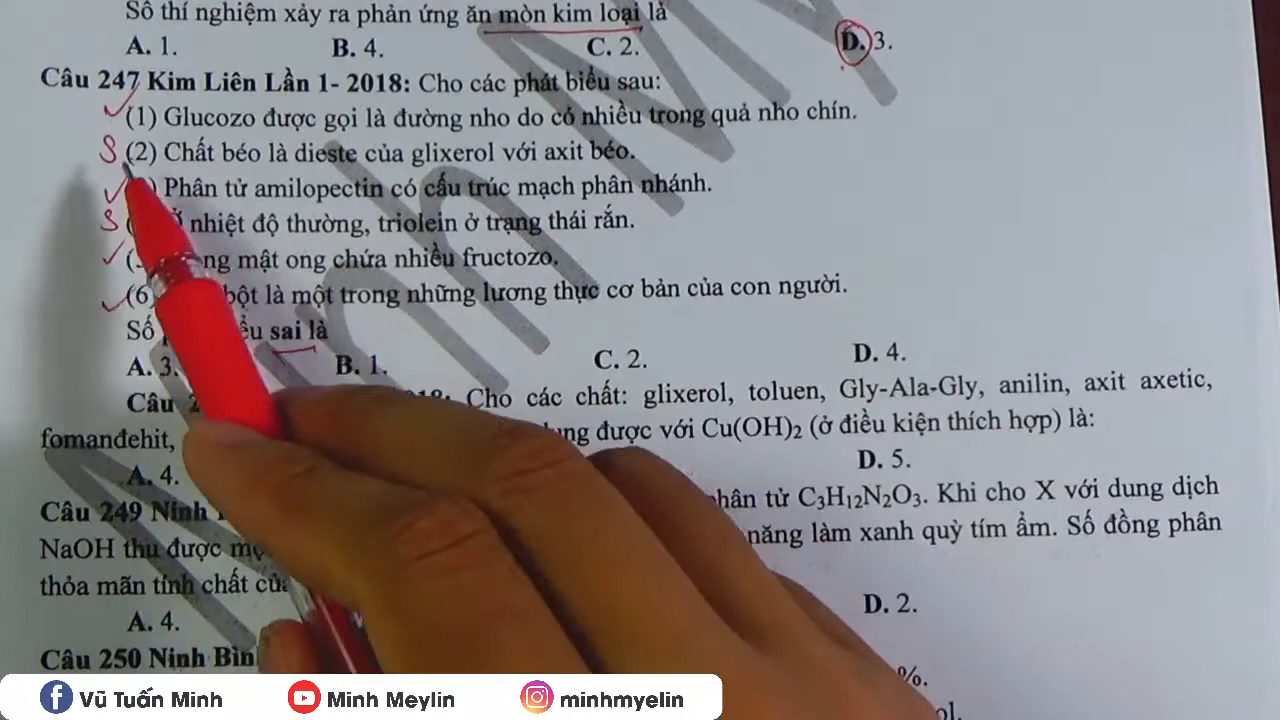 Số thí nghiệm xảy ra phản ứng ăn mòn kim loại là
A. 1. B. 4. C. 2. D. 3.
Câu 247 Kim Liên Lần 1- 2018: Cho các phát biểu sau:
(1) Glucozo được gọi là đường nho do có nhiều trong quả nho chín.
S (2) Chất béo là dieste của glixerol với axit béo.
) Phân tử amilopectin có cấu trúc mạch phân nhánh.
S ( nhiệt độ thường, triolein ở trạng thái rắn.
( ng mật ong chứa nhiều fructozo.
(6 bột là một trong những lương thực cơ bản của con người.
Số ểu sai là
A. 3. B. 1. C. 2. D. 4.
Câu 2 18: Cho các chất: glixerol, toluen, Gly-Ala-Gly, anilin, axit axetic,
fomanđehit, dụng được với Cu(OH)2 (ở điều kiện thích hợp) là:
A. 4. D. 5.
Câu 249 Ninh phân tử C3H12N2O3. Khi cho X với dung dịch
NaOH thu được năng làm xanh quỳ tím ẩm. Số đồng phân
thỏa mãn tính chất của
A. 4. D. 2.
Câu 250 Ninh Bìn
%.
ol.
Minh My
Vũ Tuấn Minh Minh Meylin minhmyelin